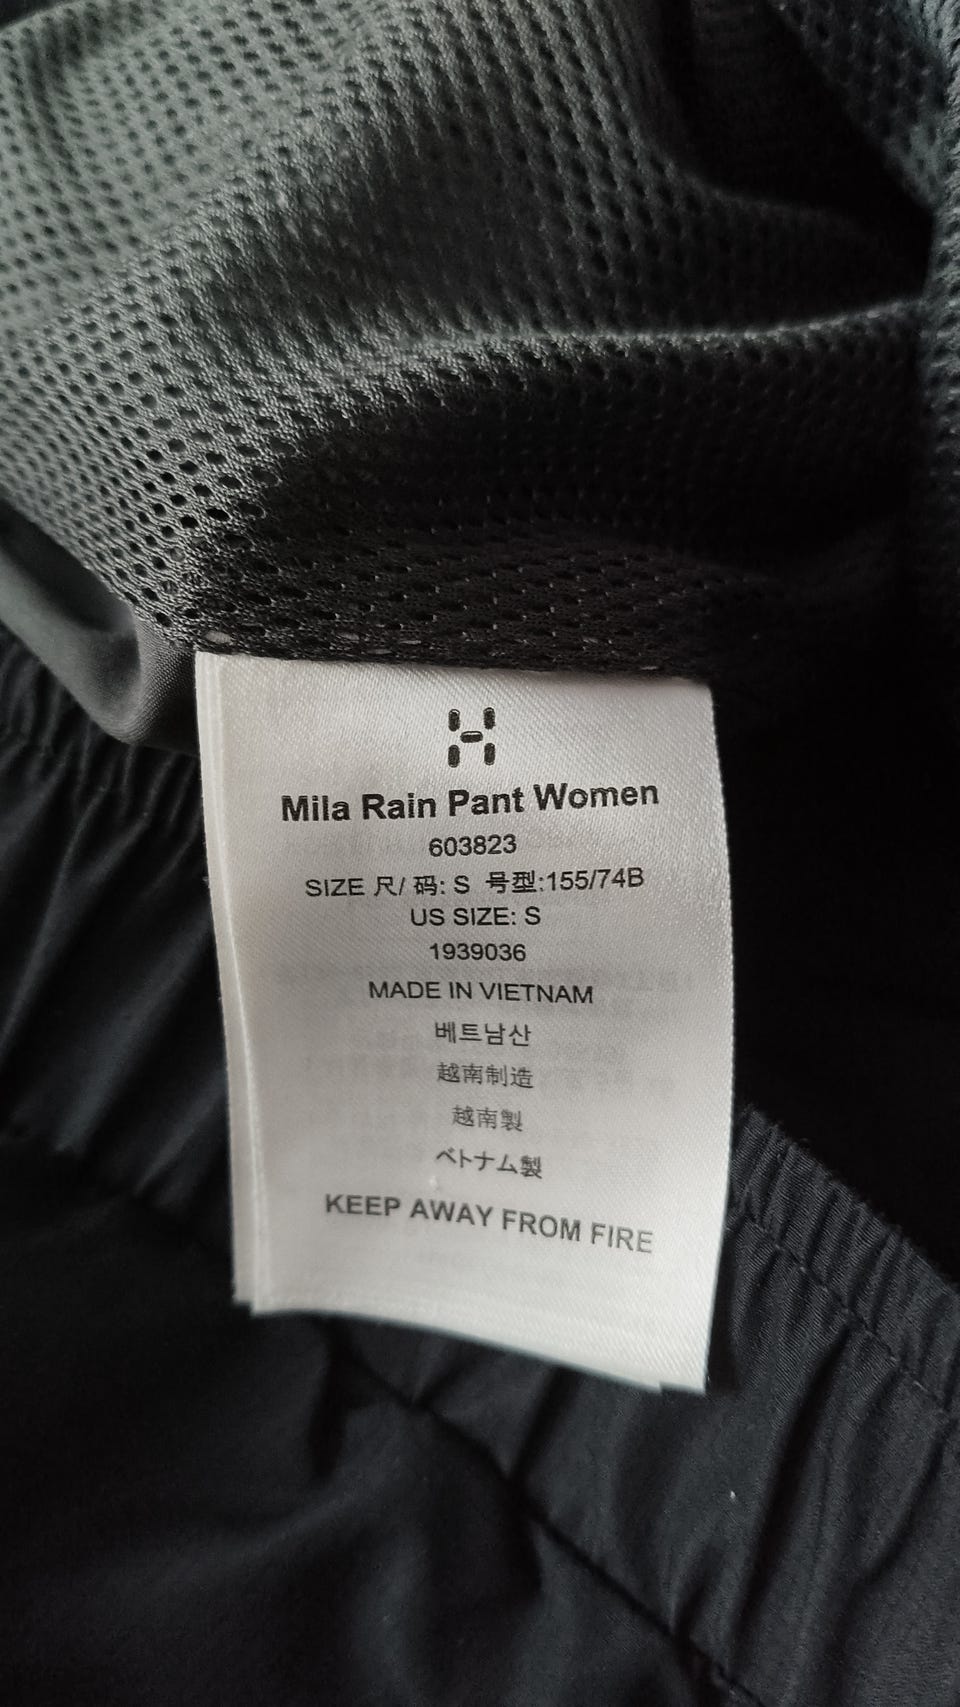 Mila Rain Pant Women
603823
SIZE 尺/ 码: S 号型:155/74B
US SIZE: S
1939036
MADE IN VIETNAM
베트남산
越南制造
越南製
ベトナム製
KEEP AWAY FROM FIRE